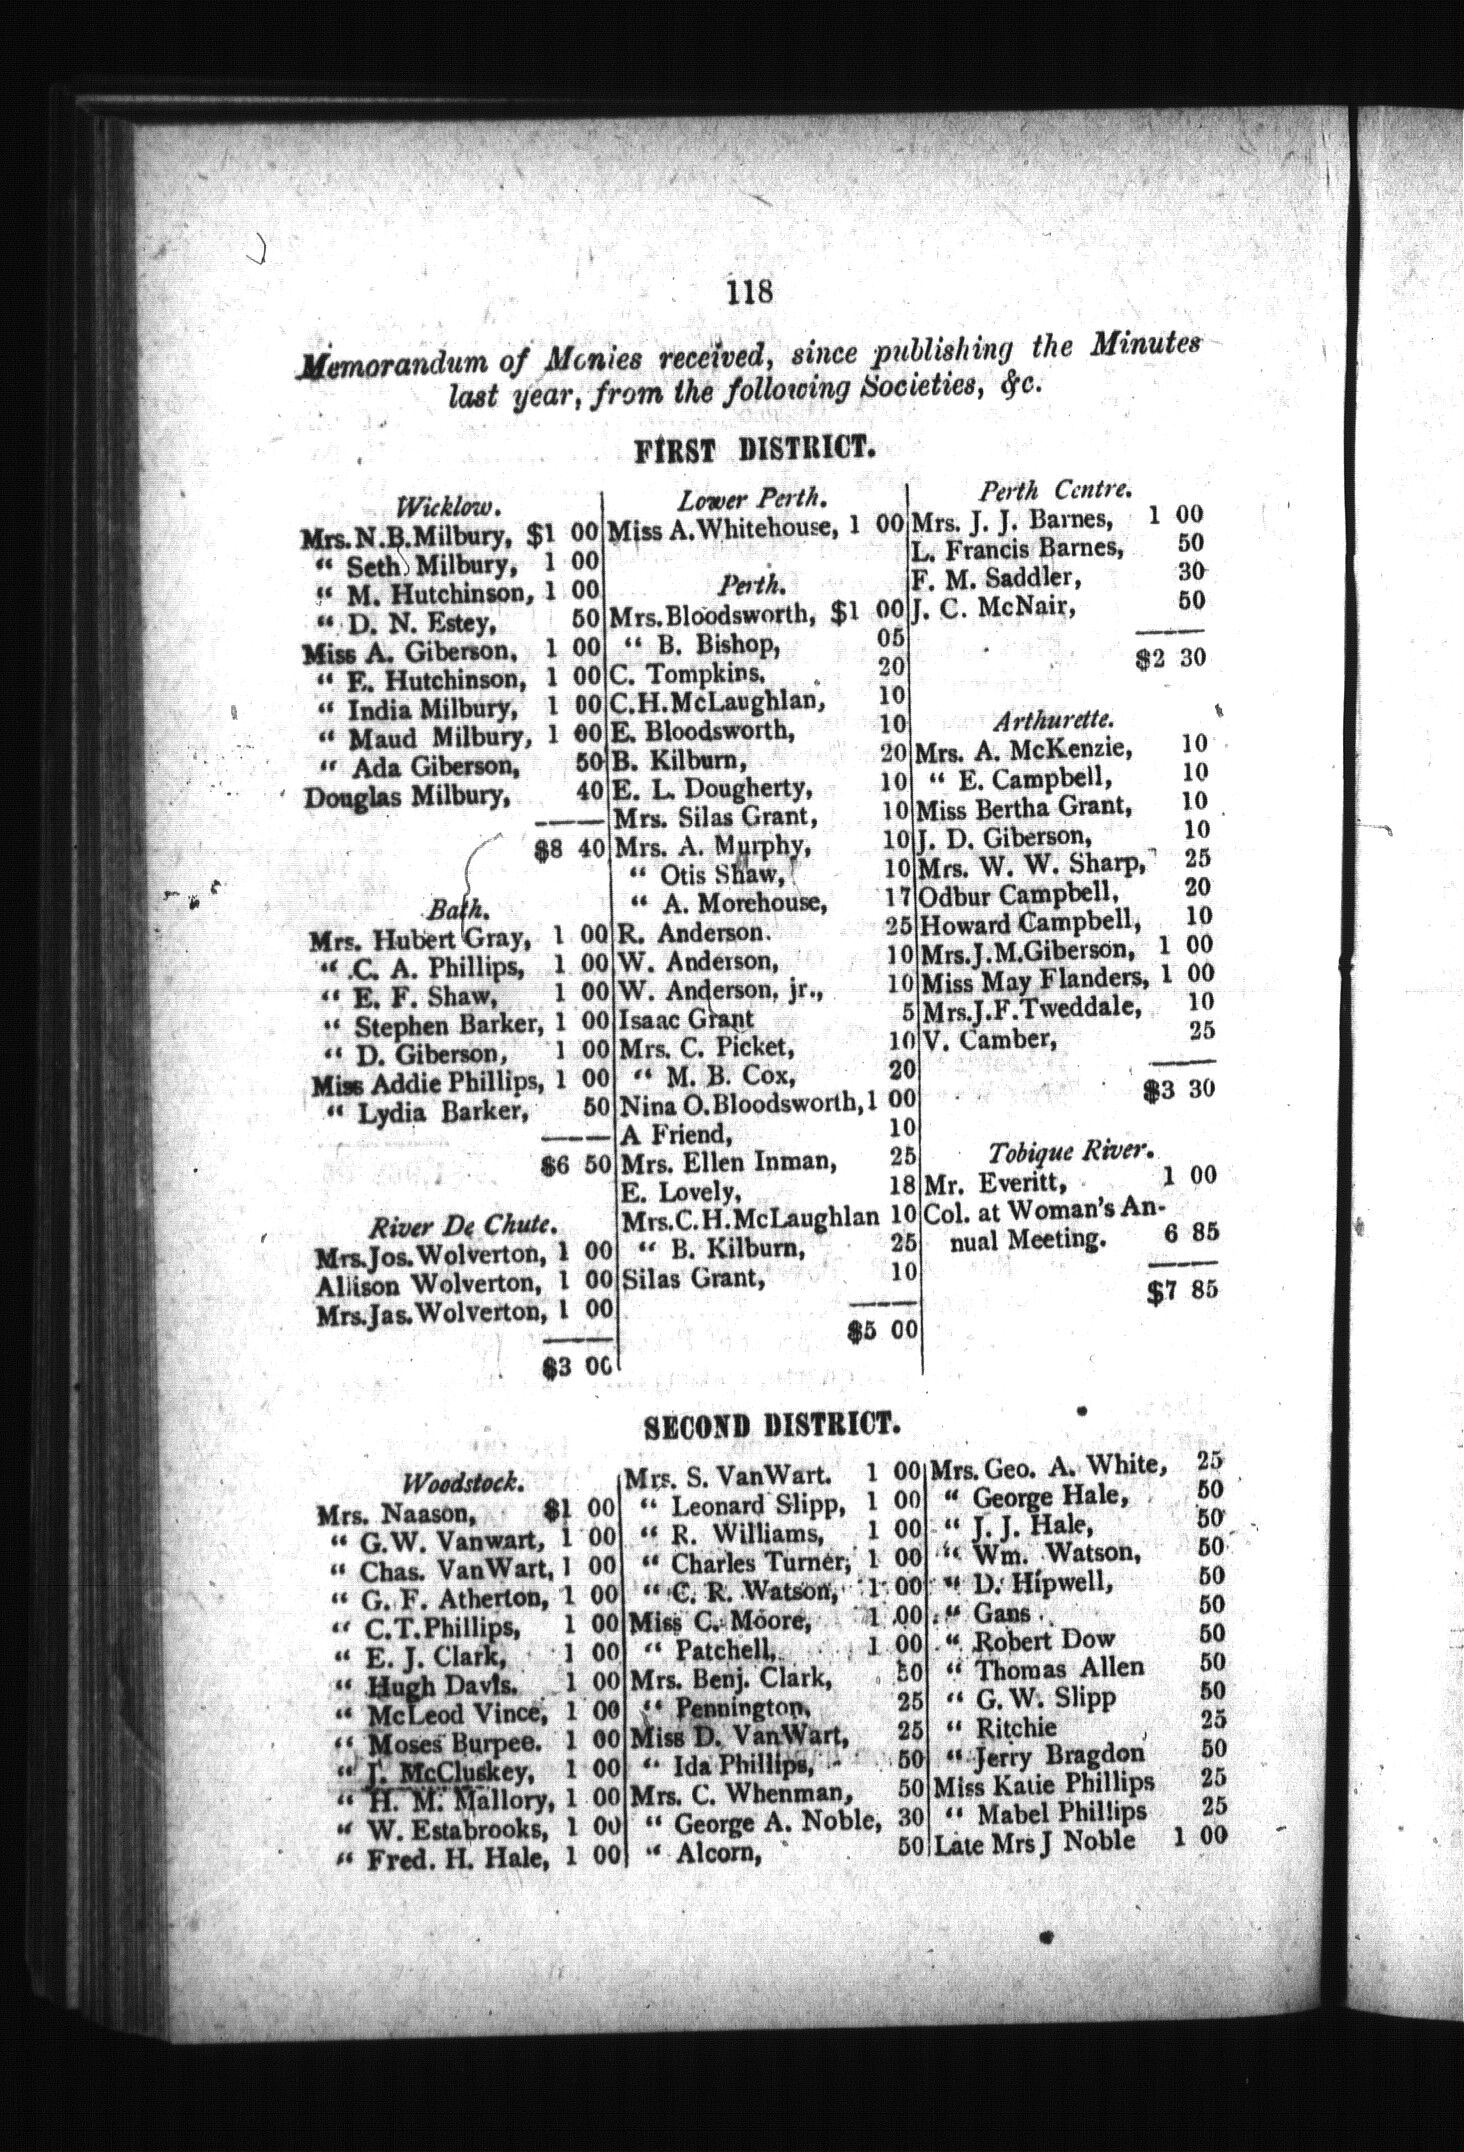 118
Memorandum of Monies received, since publishing the Minutes
last year, from the following Societies, &c.
FIRST DISTRICT.
Wicklow.
Mrs. N. B. Milbury, $1 00
" Seth Milbury, 1 00
" M. Hutchinson, 1 00
" D. N. Estey, 50
Miss A. Giberson, 1 00
" E. Hutchinson, 1 00
" India Milbury, 1 00
" Maud Milbury, 1 00
" Ada Giberson, 50
Douglas Milbury, 40
$8 40
Bath.
Mrs. Hubert Gray, 1 00
" C. A. Phillips, 1 00
" E. F. Shaw, 1 00
" Stephen Barker, 1 00
" D. Giberson, 1 00
Miss Addie Phillips, 1 00
" Lydia Barker, 50
$6 50
River De Chute.
Mrs. Jos. Wolverton, 1 00
Allison Wolverton, 1 00
Mrs. Jas. Wolverton, 1 00
$3 00
Lower Perth.
Miss A. Whitehouse, 1 00
Perth.
Mrs. Bloodsworth, $1 00
" B. Bishop, 05
C. Tompkins, 20
C. H. McLaughlan, 10
E. Bloodsworth, 10
B. Kilburn, 20
E. L. Dougherty, 10
Mrs. Silas Grant, 10
Mrs. A. Murphy, 10
" Otis Shaw, 10
" A. Morehouse, 17
R. Anderson. 25
W. Anderson, 10
W. Anderson, jr., 10
Isaac Grant 5
Mrs. C. Picket, 10
" M. B. Cox, 20
Nina O. Bloodsworth, 1 00
A Friend, 10
Mrs. Ellen Inman, 25
E. Lovely, 18
Mrs. C. H. McLaughlan 10
" B. Kilburn, 25
Silas Grant, 10
$5 00
Perth Centre.
Mrs. J. J. Barnes, 1 00
L. Francis Barnes, 50
F. M. Saddler, 30
J. C. McNair, 50
$2 30
Arthurette.
Mrs. A. McKenzie, 10
" E. Campbell, 10
Miss Bertha Grant, 10
J. D. Giberson, 10
Mrs. W. W. Sharp, 25
Odbur Campbell, 20
Howard Campbell, 10
Mrs. J. M. Giberson, 1 00
Miss May Flanders, 1 00
Mrs. J. F. Tweddale, 10
V. Camber, 25
$3 30
Tobique River.
Mr. Everitt, 1 00
Col. at Woman's An-
nual Meeting. 6 85
$7 85
SECOND DISTRICT.
Woodstock.
Mrs. Naason, $1 00
" G. W. Vanwart, 1 00
" Chas. VanWart, 1 00
" G. F. Atherton, 1 00
" C. T. Phillips, 1 00
" E. J. Clark, 1 00
" Hugh Davis. 1 00
" McLeod Vince, 1 00
" Moses Burpee. 1 00
" J. McCluskey, 1 00
" H. M. Mallory, 1 00
" W. Estabrooks, 1 00
" Fred. H. Hale, 1 00
Mrs. S. VanWart. 1 00
" Leonard Slipp, 1 00
" R. Williams, 1 00
" Charles Turner, 1 00
" C. R. Watson, 1 00
Miss C. Moore, 1 00
" Patchell, 1 00
Mrs. Benj. Clark, 50
" Pennington, 25
Miss D. VanWart, 25
" Ida Phillips, 50
Mrs. C. Whenman, 50
" George A. Noble, 30
" Alcorn, 50
Mrs. Geo. A. White, 25
" George Hale, 50
" J. J. Hale, 50
" Wm. Watson, 50
" D. Hipwell, 50
" Gans 50
" Robert Dow 50
" Thomas Allen 50
" G. W. Slipp 50
" Ritchie 25
" Jerry Bragdon 50
Miss Katie Phillips 25
" Mabel Phillips 25
Late Mrs J Noble 1 00